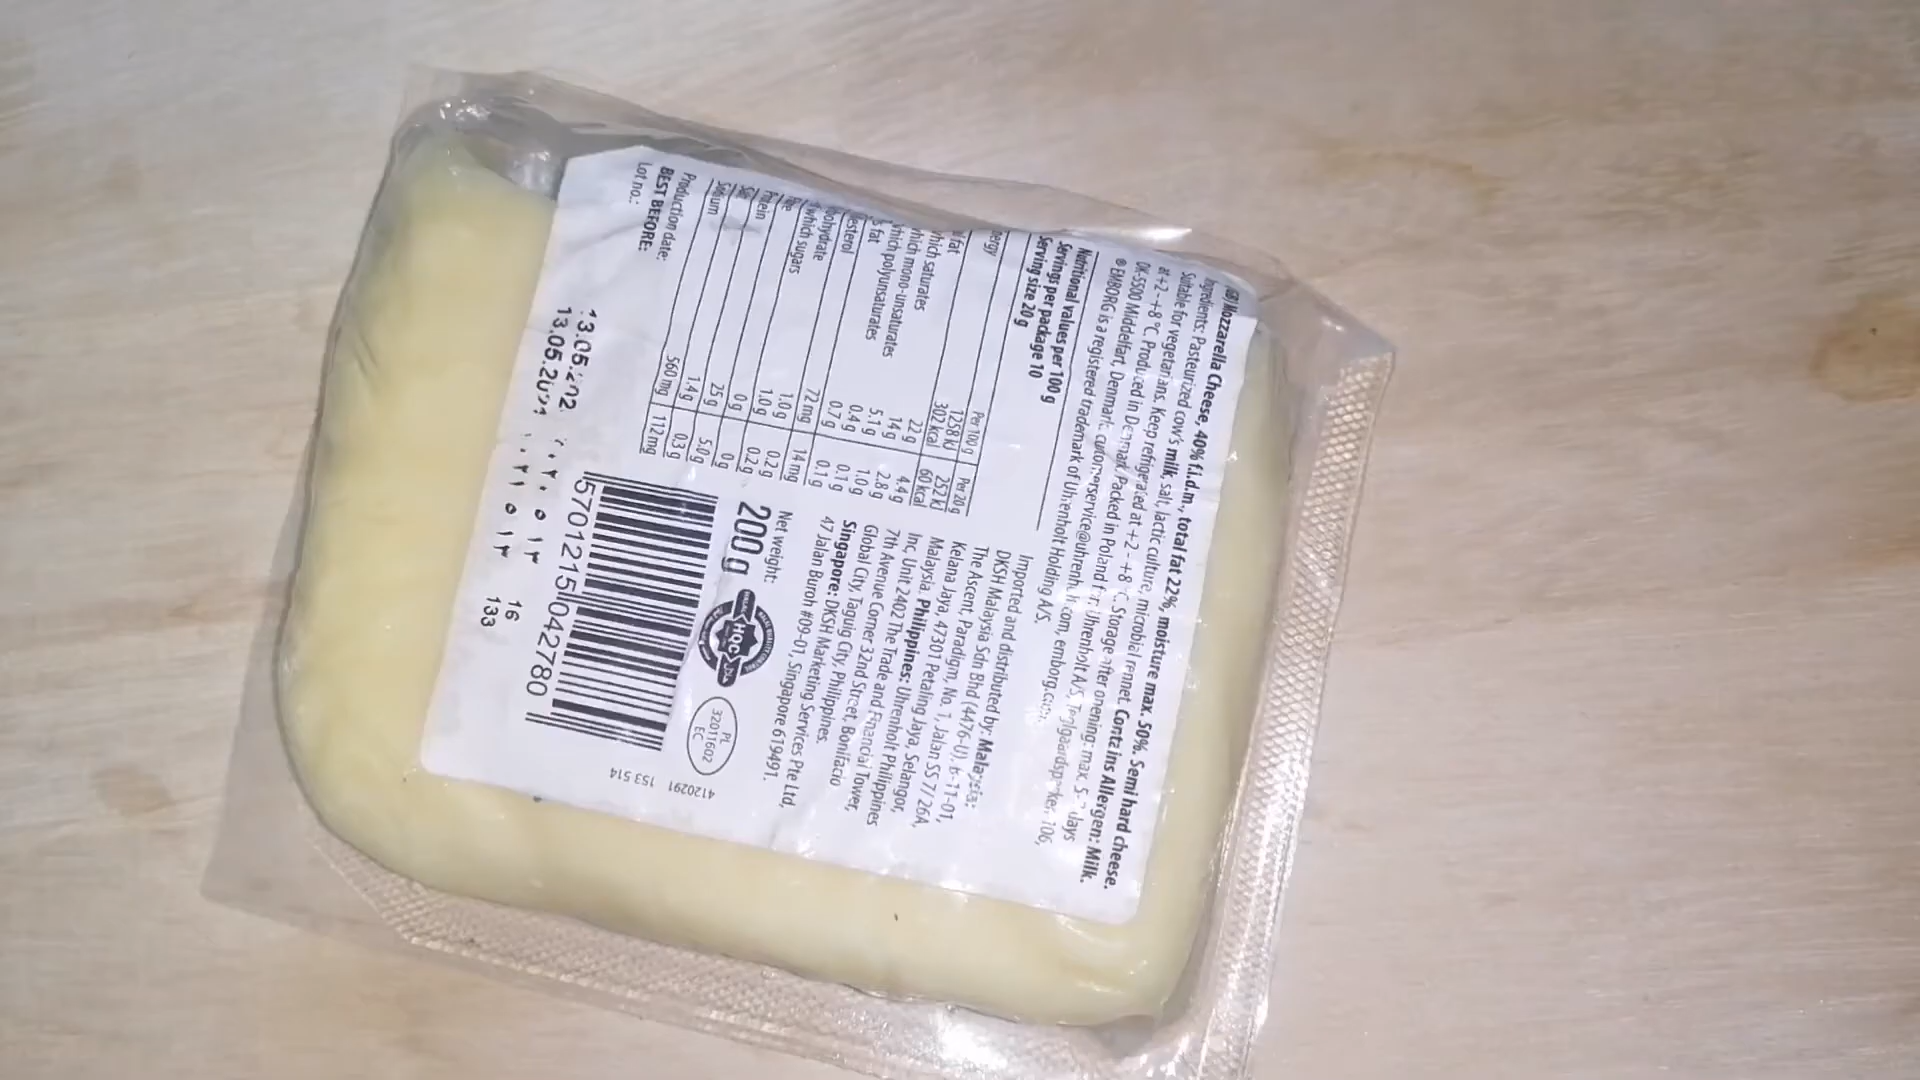 Mozzarella Cheese, 40% f.i.d.m., total fat 22%, moisture max. 50%. Semi hard cheese.
Ingredients: Pasteurized cow's milk, salt, lactic culture, microbial rennet. Contains Allergen: Milk.
Suitable for vegetarians. Keep refrigerated at +2 - +8 °C. Storage after opening: max. days
at +2 - +8 °C. Produced in Denmark/Packed in Poland for: Uhrenholt A/S, 106,
DK-5500 Middelfart, Denmark, emborg.com.
® EMBORG is a registered trademark of Uhrenholt Holding A/S.
Nutritional values per 100 g
Servings per package 10
Serving size 20 g
Per 100 g Per 20 g
1258 kJ 252 kJ
302 kcal 60 kcal
fat 22 g 4.4 g
which saturates 14 g 2.8 g
which mono-unsaturates 5.1 g 1.0 g
which polyunsaturates 0.4 g 0.1 g
fat 0.7 g 0.1 g
72 mg 14 mg
1.0 g 0.2 g
which sugars 1.0 g 0.2 g
0 g 0 g
25 g 5.0 g
1.4 g 0.3 g
560 mg 112 mg
Production date:
BEST BEFORE:
Lot no.:
Imported and distributed by: Malaysia:
DKSH Malaysia Sdn Bhd (4476-U),
The Ascent, Paradigm, No. 1, Jalan SS 7/26A,
Kelana Jaya, 47301 Petaling Jaya, Selangor,
Malaysia. Philippines: Uhrenholt Philippines
Inc, Unit 2402 The Trade and Financial Tower,
7th Avenue Corner 32nd Street, Bonifacio
Global City, Taguig City, Philippines.
Singapore: DKSH Marketing Services Pte Ltd,
47 Jalan Buroh #09-01, Singapore 619491.
Net weight:
200 g
HQC
PL
32011602
EC
4120291 153 514
5701215042780
16
133